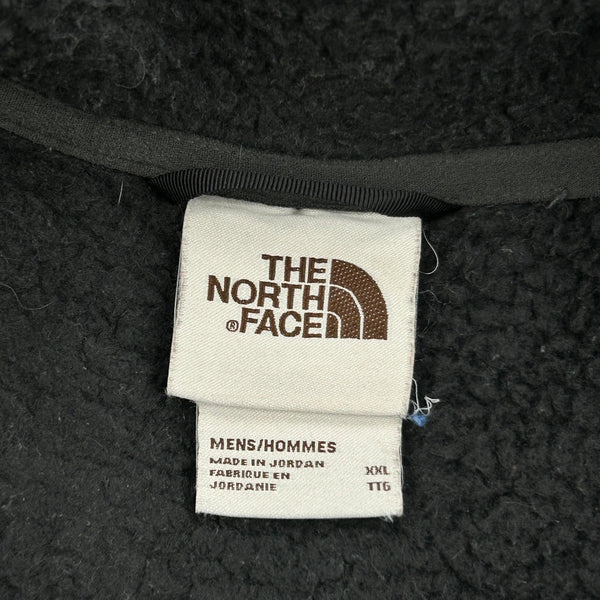 THE
NORTH
®FACE
MENS/HOMMES
MADE IN JORDAN XXL
FABRIQUE EN TTG
JORDANIE